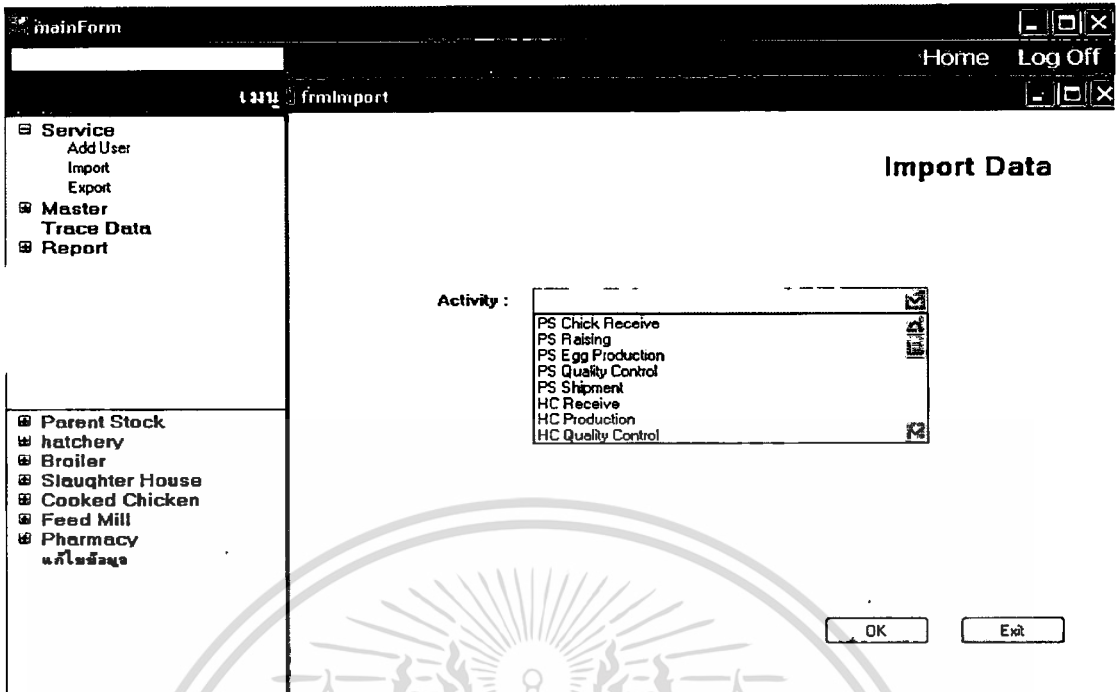 mainForm
Home Log Off
เมนู
frmImport
Service
Add User
Import
Export
Master
Trace Data
Report
Import Data
Activity :
PS Chick Receive
PS Raising
PS Egg Production
PS Quality Control
PS Shipment
HC Receive
HC Production
HC Quality Control
Parent Stock
hatchery
Broiler
Slaughter House
Cooked Chicken
Feed Mill
Pharmacy
แก้ไขข้อมูล
OK Exit